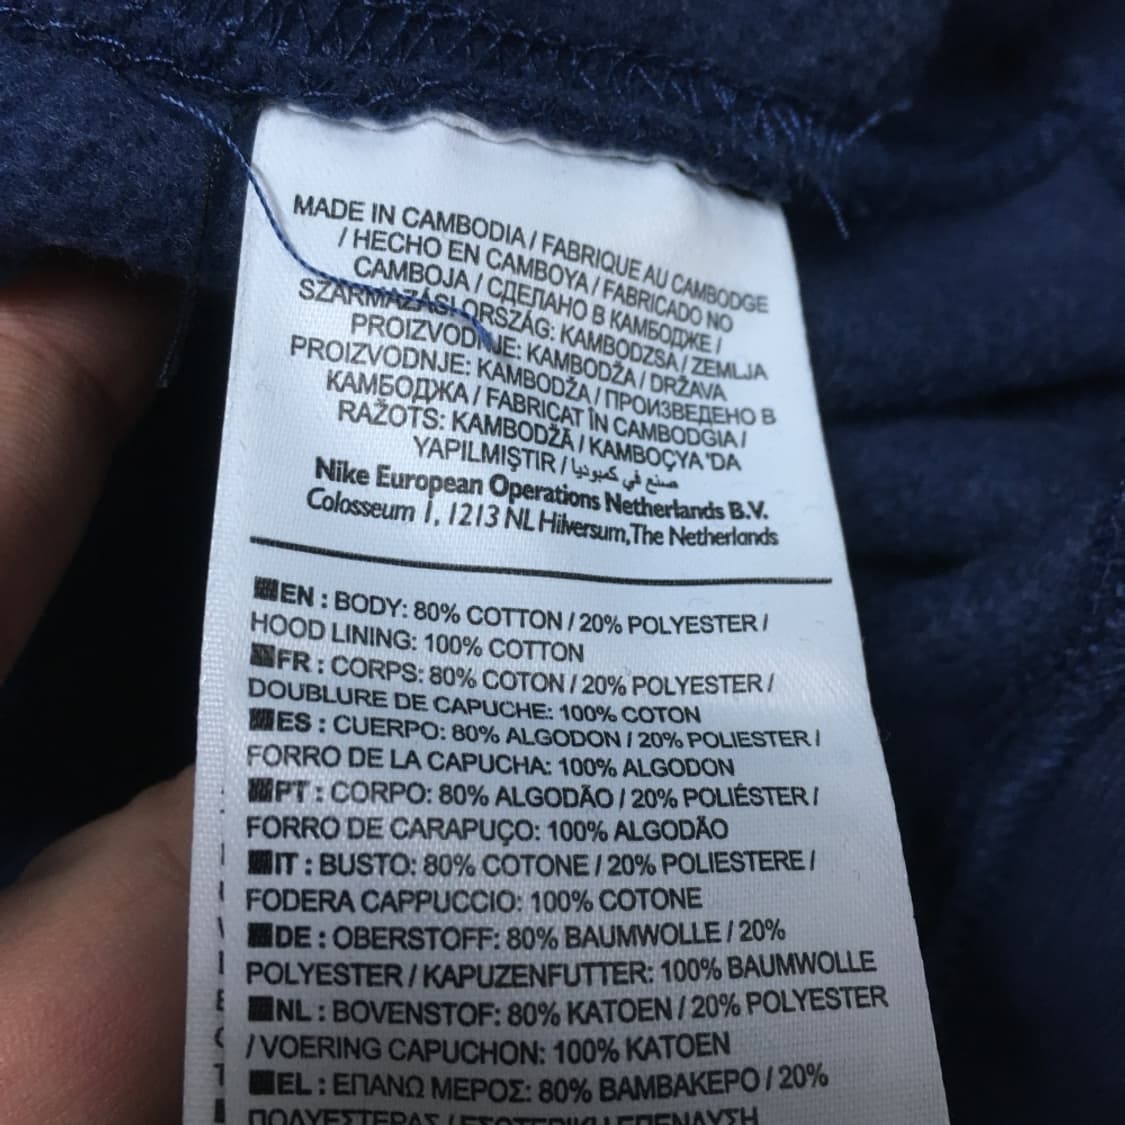 MADE IN CAMBODIA / FABRIQUE AU CAMBODGE
/ HECHO EN CAMBOYA / FABRICADO NO
CAMBOJA / СДЕЛАНО В КАМБОДЖЕ /
SZÁRMAZÁSI ORSZÁG: KAMBODZSA / ZEMLJA
PROIZVODNJE: KAMBODŽA / DRŽAVA
PROIZVODNJE: KAMBODŽA / ПРОИЗВЕДЕНО В
КАМБОДЖА / FABRICAT ÎN CAMBODGIA /
RAŽOTS: KAMBODŽĀ / KAMBOÇYA'DA
YAPILMIŞTIR / صنع في كمبوديا
Nike European Operations Netherlands B.V.
Colosseum 1, 1213 NL Hilversum, The Netherlands
EN : BODY: 80% COTTON / 20% POLYESTER /
HOOD LINING: 100% COTTON
FR : CORPS: 80% COTON / 20% POLYESTER /
DOUBLURE DE CAPUCHE: 100% COTON
ES : CUERPO: 80% ALGODON / 20% POLIESTER /
FORRO DE LA CAPUCHA: 100% ALGODON
PT : CORPO: 80% ALGODÃO / 20% POLIÉSTER /
FORRO DE CARAPUÇO: 100% ALGODÃO
IT : BUSTO: 80% COTONE / 20% POLIESTERE /
FODERA CAPPUCCIO: 100% COTONE
DE : OBERSTOFF: 80% BAUMWOLLE / 20%
POLYESTER / KAPUZENFUTTER: 100% BAUMWOLLE
NL : BOVENSTOF: 80% KATOEN / 20% POLYESTER
/ VOERING CAPUCHON: 100% KATOEN
EL : ΕΠΑΝΩ ΜΕΡΟΣ: 80% ΒΑΜΒΑΚΕΡΟ / 20%
ΠΟΛΥΕΣΤΕΡΑΣ / ΕΣΩΤΕΡΙΚΗ ΕΠΕΝΔΥΣΗ